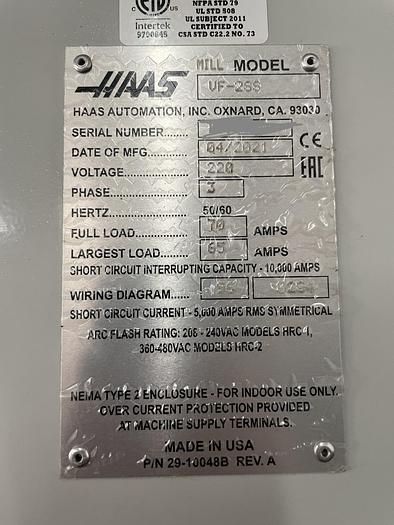 NFPA STD 79
UL STD 508
UL SUBJECT 2011
CERTIFIED TO
CSA STD C22.2 NO. 73
C US
Intertek
9700845
HAAS
MILL MODEL
VF-2SS
HAAS AUTOMATION, INC. OXNARD, CA. 93030
SERIAL NUMBER
DATE OF MFG. 04/2021
CE
VOLTAGE 220
EAC
PHASE 3
HERTZ 50/60
FULL LOAD 70 AMPS
LARGEST LOAD 65 AMPS
SHORT CIRCUIT INTERRUPTING CAPACITY - 10,000 AMPS
WIRING DIAGRAM
SHORT CIRCUIT CURRENT - 5,000 AMPS RMS SYMMETRICAL
ARC FLASH RATING: 208 - 240VAC MODELS HRC-1,
360-480VAC MODELS HRC-2
NEMA TYPE 2 ENCLOSURE - FOR INDOOR USE ONLY.
OVER CURRENT PROTECTION PROVIDED
AT MACHINE SUPPLY TERMINALS.
MADE IN USA
P/N 29-10048B REV. A